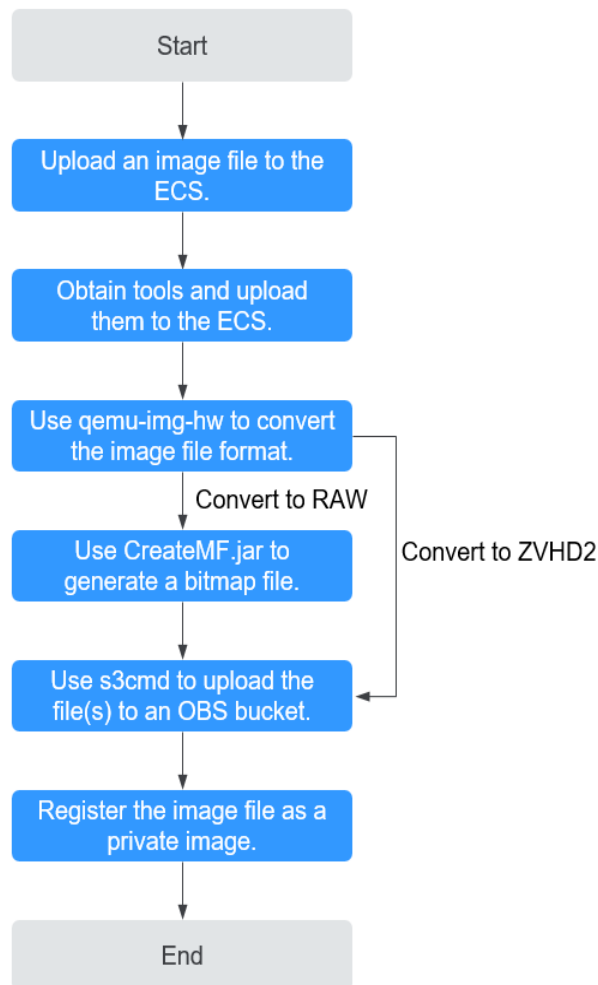 Start
Upload an image file to the
ECS.
Obtain tools and upload
them to the ECS.
Use qemu-img-hw to convert
the image file format.
Convert to RAW
Use CreateMF.jar to
generate a bitmap file.
Convert to ZVHD2
Use s3cmd to upload the
file(s) to an OBS bucket.
Register the image file as a
private image.
End